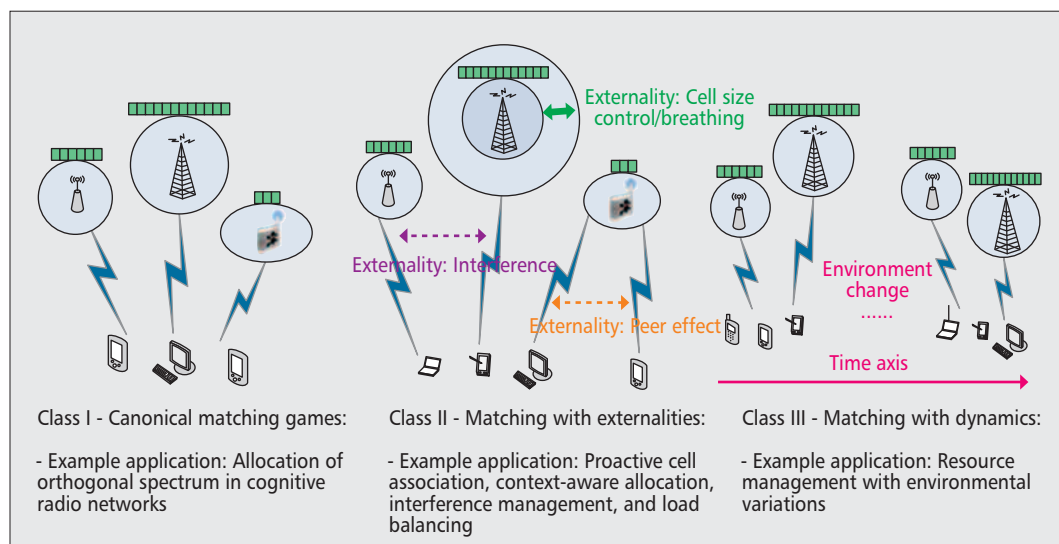 Externality: Cell size
control/breathing
Externality: Interference
Externality: Peer effect
Environment
change
......
Time axis
Class I - Canonical matching games:
- Example application: Allocation of
orthogonal spectrum in cognitive
radio networks
Class II - Matching with externalities:
- Example application: Proactive cell
association, context-aware allocation,
interference management, and load
balancing
Class III - Matching with dynamics:
- Example application: Resource
management with environmental
variations